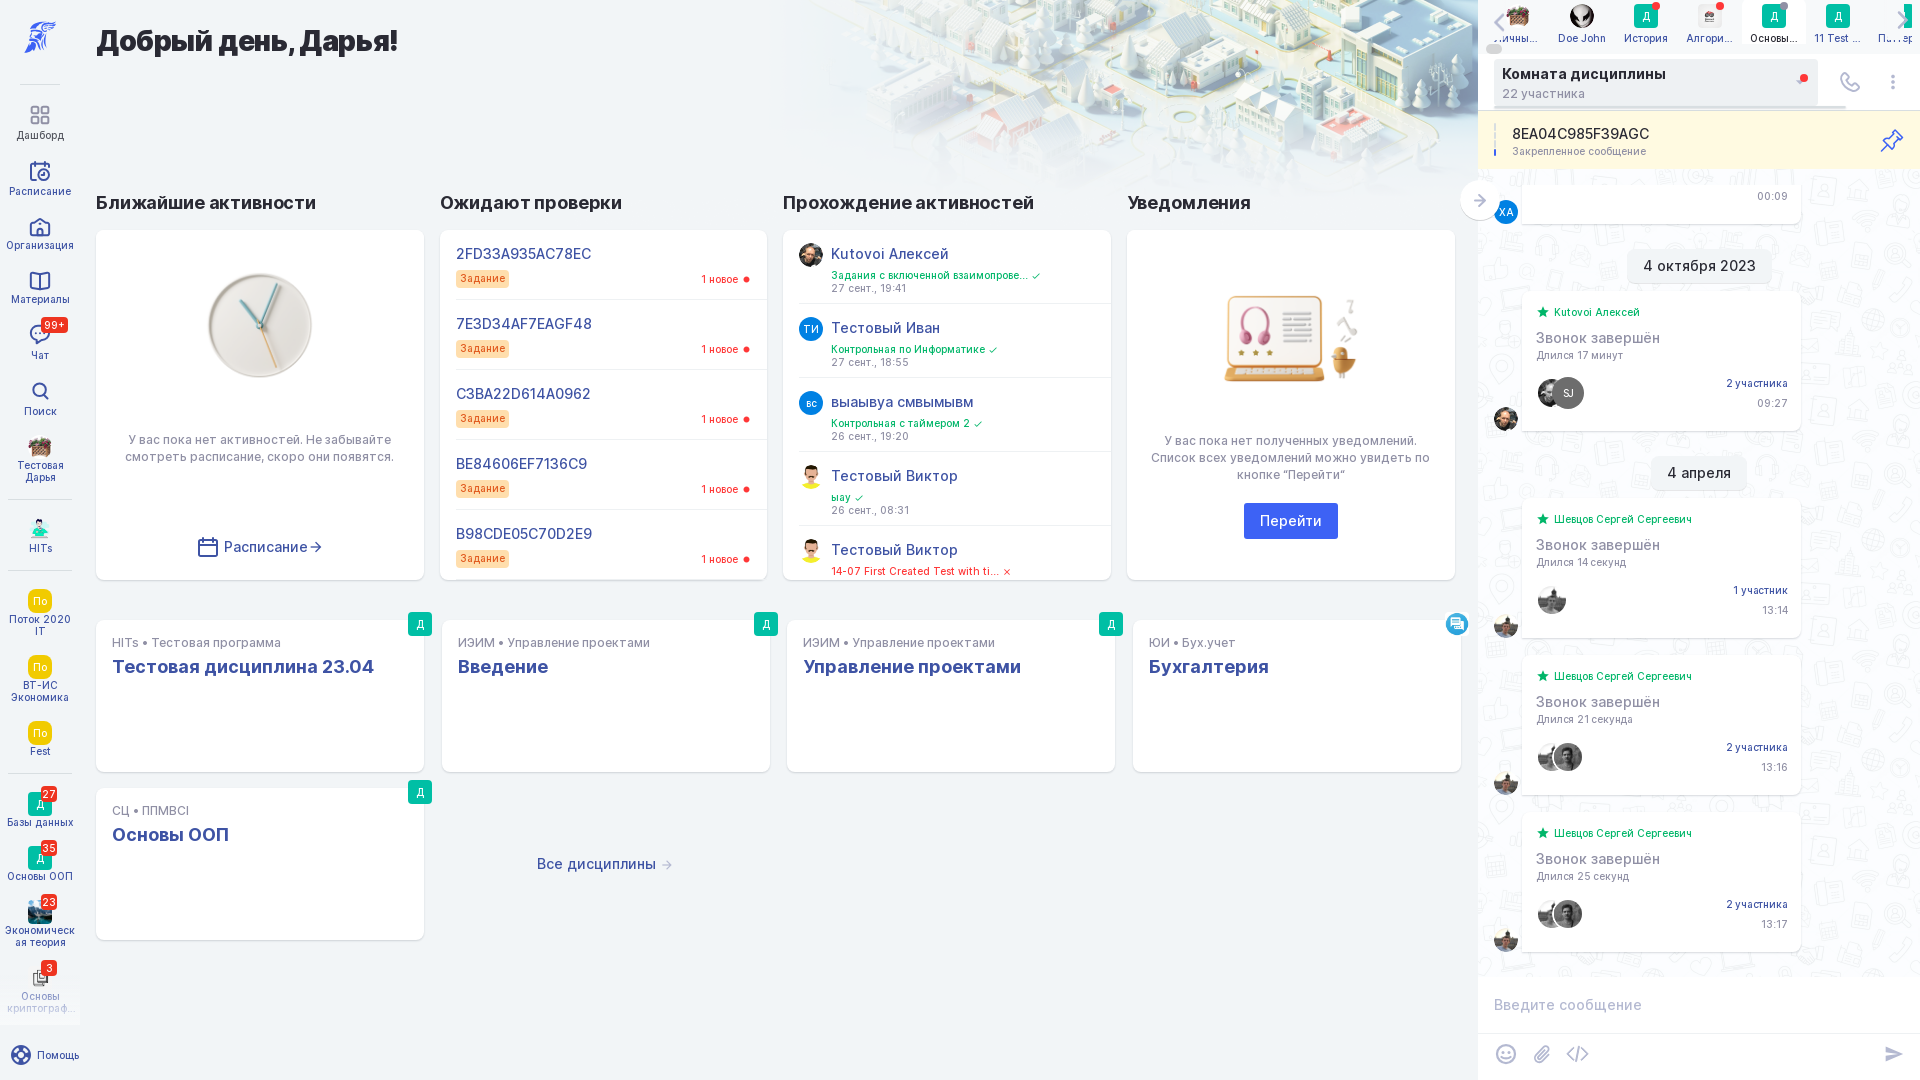 Добрый день, Дарья!
Дашборд
Расписание
Организация
Материалы
99+
Чат
Поиск
Тестовая
Дарья
HITs
По
Поток 2020
IT
По
ВТ-ИС
Экономика
По
Fest
27
Д
Базы данных
35
Д
Основы ООП
23
Экономическ
ая теория
3
Основы
криптограф...
Помощь
Ближайшие активности
У вас пока нет активностей. Не забывайте
смотреть расписание, скоро они появятся.
Расписание
Ожидают проверки
2FD33A935AC78EC
Задание
1 новое
7E3D34AF7EAGF48
Задание
1 новое
C3BA22D614A0962
Задание
1 новое
BE84606EF7136C9
Задание
1 новое
B98CDE05C70D2E9
Задание
1 новое
Прохождение активностей
Kutovoi Алексей
Задания с включенной взаимопрове...
27 сент., 19:41
ТИ
Тестовый Иван
Контрольная по Информатике
27 сент., 18:55
вс
выаывуа смвымывм
Контрольная с таймером 2
26 сент., 19:20
Тестовый Виктор
ыау
26 сент., 08:31
Тестовый Виктор
14-07 First Created Test with ti...
Уведомления
У вас пока нет полученных уведомлений.
Список всех уведомлений можно увидеть по
кнопке “Перейти“
Перейти
Д
HITs • Тестовая программа
Тестовая дисциплина 23.04
Д
ИЭИМ • Управление проектами
Введение
Д
ИЭИМ • Управление проектами
Управление проектами
ЮИ • Бух.учет
Бухгалтерия
Д
СЦ • ППМВСІ
Основы ООП
Все дисциплины
Doe John
Д
История
Алгори...
Д
Основы...
Д
11 Test ...
Комната дисциплины
22 участника
8EA04C985F39AGC
Закрепленное сообщение
00:09
ХА
4 октября 2023
Kutovoi Алексей
Звонок завершён
Длился 17 минут
SJ
2 участника
09:27
4 апреля
Шевцов Сергей Сергеевич
Звонок завершён
Длился 14 секунд
1 участник
13:14
Шевцов Сергей Сергеевич
Звонок завершён
Длился 21 секунда
2 участника
13:16
Шевцов Сергей Сергеевич
Звонок завершён
Длился 25 секунд
2 участника
13:17
Введите сообщение